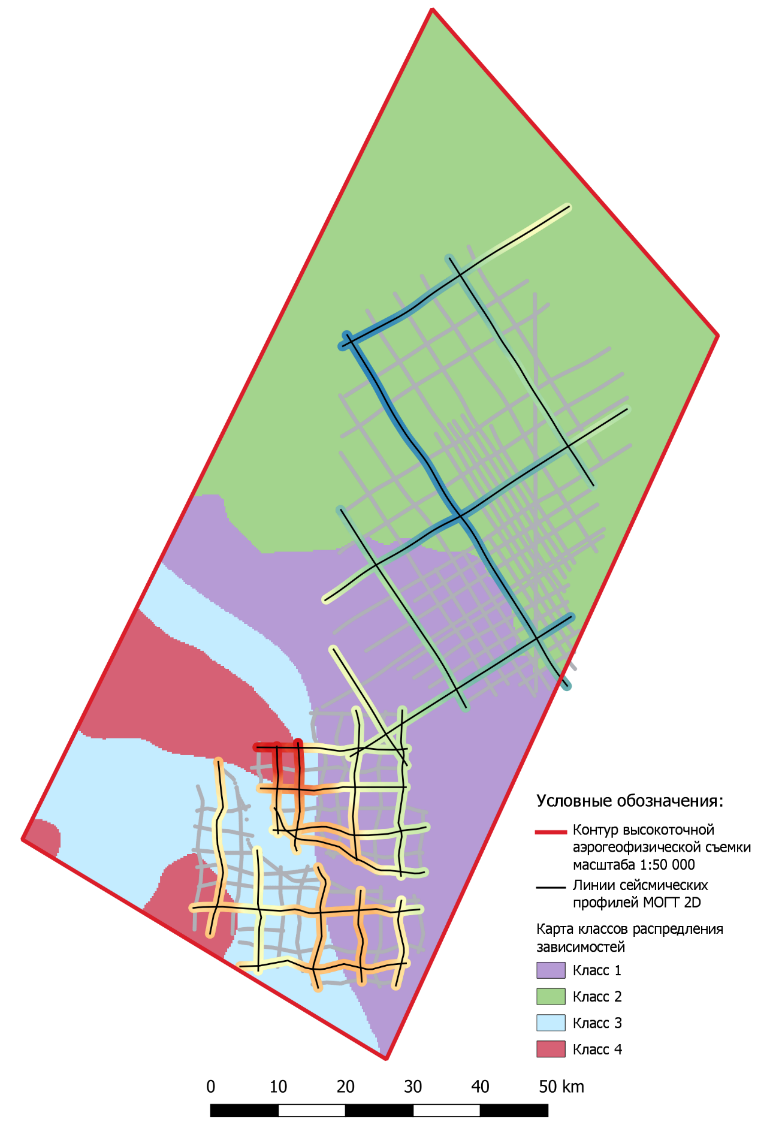 Условные обозначения:
Контур высокоточной
аэрогеофизической съемки
масштаба 1:50 000
Линии сейсмических
профилей МОГТ 2D
Карта классов распредления
зависимостей
Класс 1
Класс 2
Класс 3
Класс 4
0 10 20 30 40 50 km